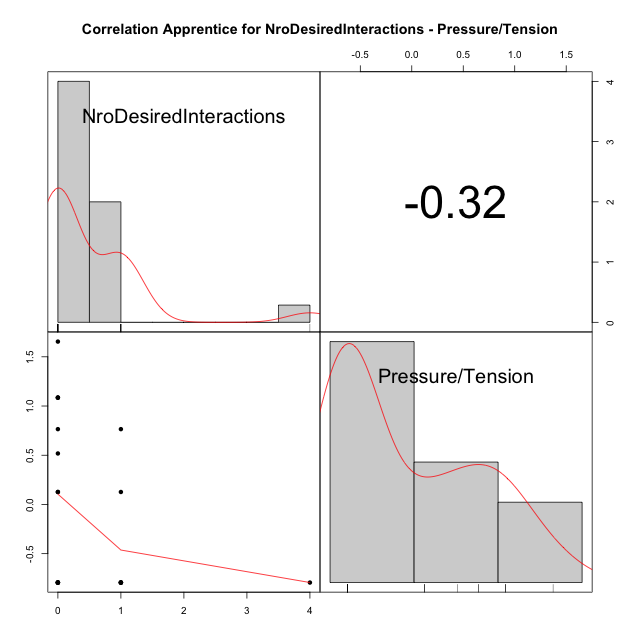 Correlation Apprentice for NroDesiredInteractions - Pressure/Tension
-0.5 0.0 0.5 1.0 1.5
NroDesiredInteractions
-0.32
0 1 2 3 4
Pressure/Tension
-0.5 0.0 0.5 1.0 1.5
0 1 2 3 4